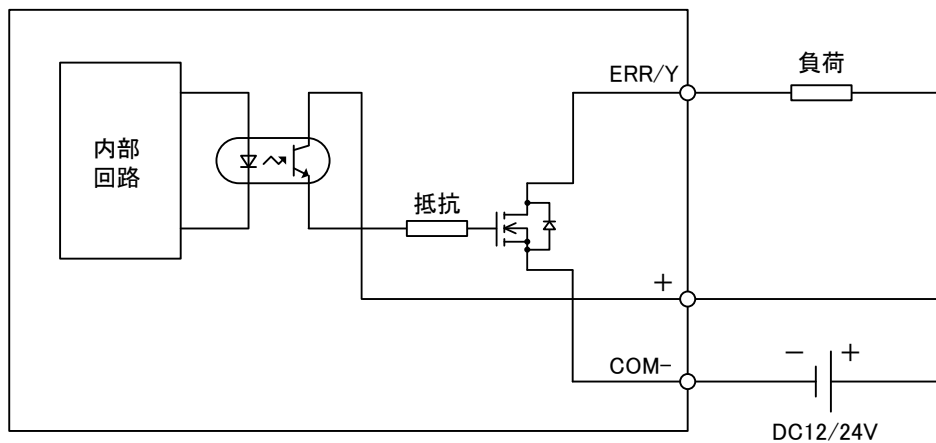 ERR/Y
負荷
内部
回路
抵抗
+
COM-
- +
DC12/24V